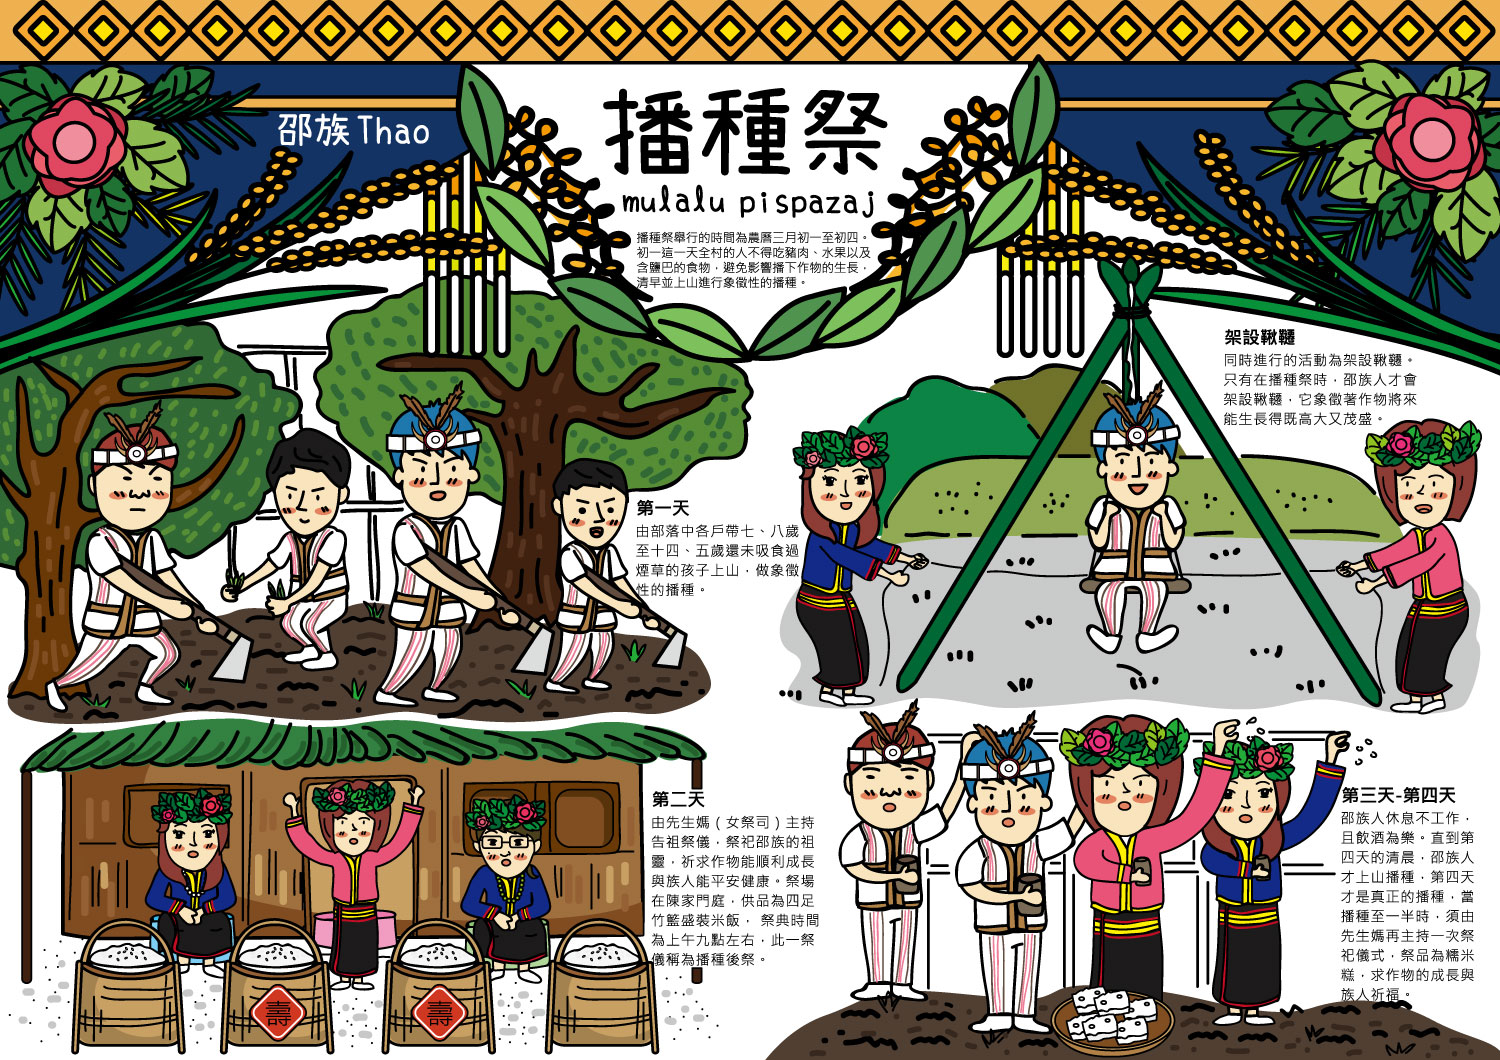 邵族 Thao
播種祭
mulalu pispazaj
播種祭舉行的時間為農曆三月初一至初四。
初一這一天全村的人不得吃豬肉、水果以及
含鹽巴的食物,避免影響播下作物的生長,
清早並上山進行象徵性的播種。
架設鞦韆
同時進行的活動為架設鞦韆。
只有在播種祭時,邵族人才會
架設鞦韆,它象徵著作物將來
能生長得既高大又茂盛。
第一天
由部落中各戶帶七、八歲
至十四、五歲還未吸食過
煙草的孩子上山,做象徵
性的播種。
第二天
由先生媽(女祭司)主持
告祖祭儀,祭祀邵族的祖
靈,祈求作物能順利成長
與族人能平安健康。祭場
在陳家門庭,供品為四足
竹籃盛裝米飯, 祭典時間
為上午九點左右,此一祭
儀稱為播種後祭。
壽
壽
第三天-第四天
邵族人休息不工作,
且飲酒為樂。直到第
四天的清晨,邵族人
才上山播種,第四天
才是真正的播種,當
播種至一半時,須由
先生媽再主持一次祭
祀儀式,祭品為糯米
糕,求作物的成長與
族人祈福。